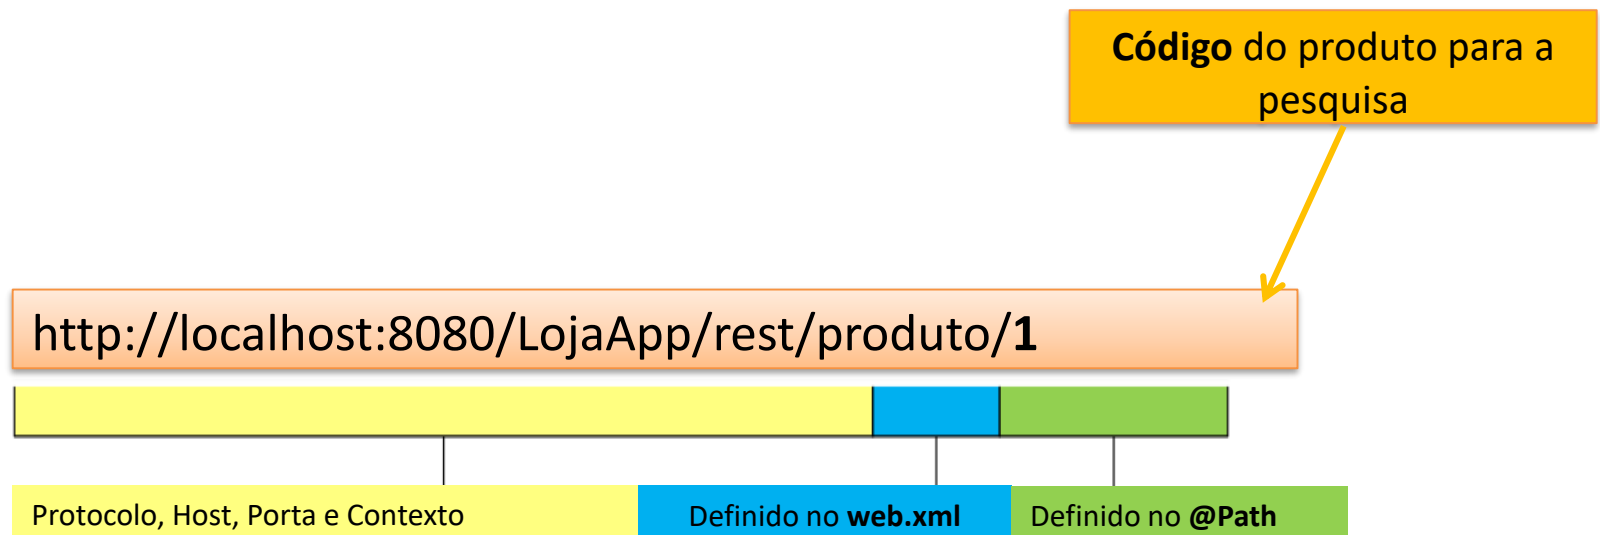 Código do produto para a
pesquisa
http://localhost:8080/LojaApp/rest/produto/1
Protocolo, Host, Porta e Contexto
Definido no web.xml
Definido no @Path